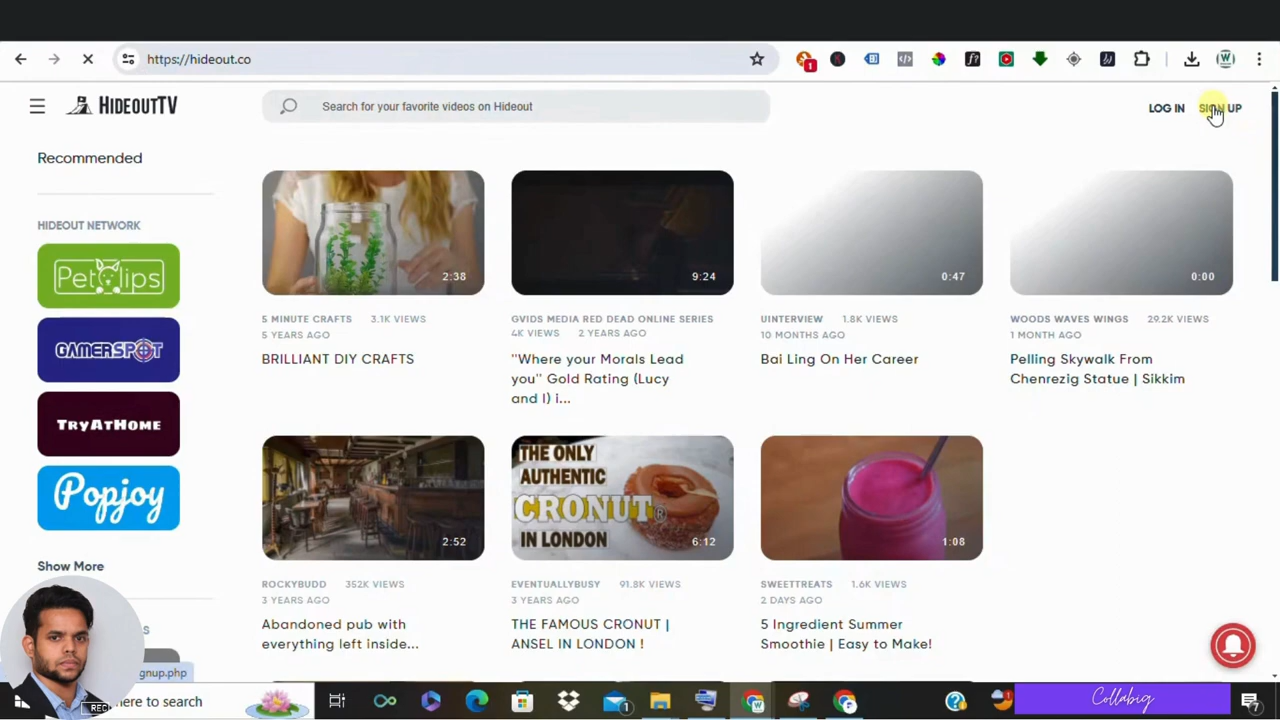 https://hideout.co
1
HIDEOUTTV
Search for your favorite videos on Hideout
LOG IN
SIGN UP
Recommended
HIDEOUT NETWORK
Petclips
GAMERSPOT
TRYATHOME
Popjoy
Show More
2:38
5 MINUTE CRAFTS 3.1K VIEWS
5 YEARS AGO
BRILLIANT DIY CRAFTS
9:24
GVIDS MEDIA RED DEAD ONLINE SERIES
4K VIEWS 2 YEARS AGO
"Where your Morals Lead
you" Gold Rating (Lucy
and I) i...
0:47
UINTERVIEW 1.8K VIEWS
10 MONTHS AGO
Bai Ling On Her Career
0:00
WOODS WAVES WINGS 29.2K VIEWS
1 MONTH AGO
Pelling Skywalk From
Chenrezig Statue | Sikkim
2:52
ROCKYBUDD 352K VIEWS
3 YEARS AGO
Abandoned pub with
everything left inside...
THE ONLY
AUTHENTIC
CRONUT®
IN LONDON
6:12
EVENTUALLYBUSY 91.8K VIEWS
3 YEARS AGO
THE FAMOUS CRONUT |
ANSEL IN LONDON !
1:08
SWEETTREATS 1.6K VIEWS
2 DAYS AGO
5 Ingredient Summer
Smoothie | Easy to Make!
S
gnup.php
REC
here to search
1
Collabig
7